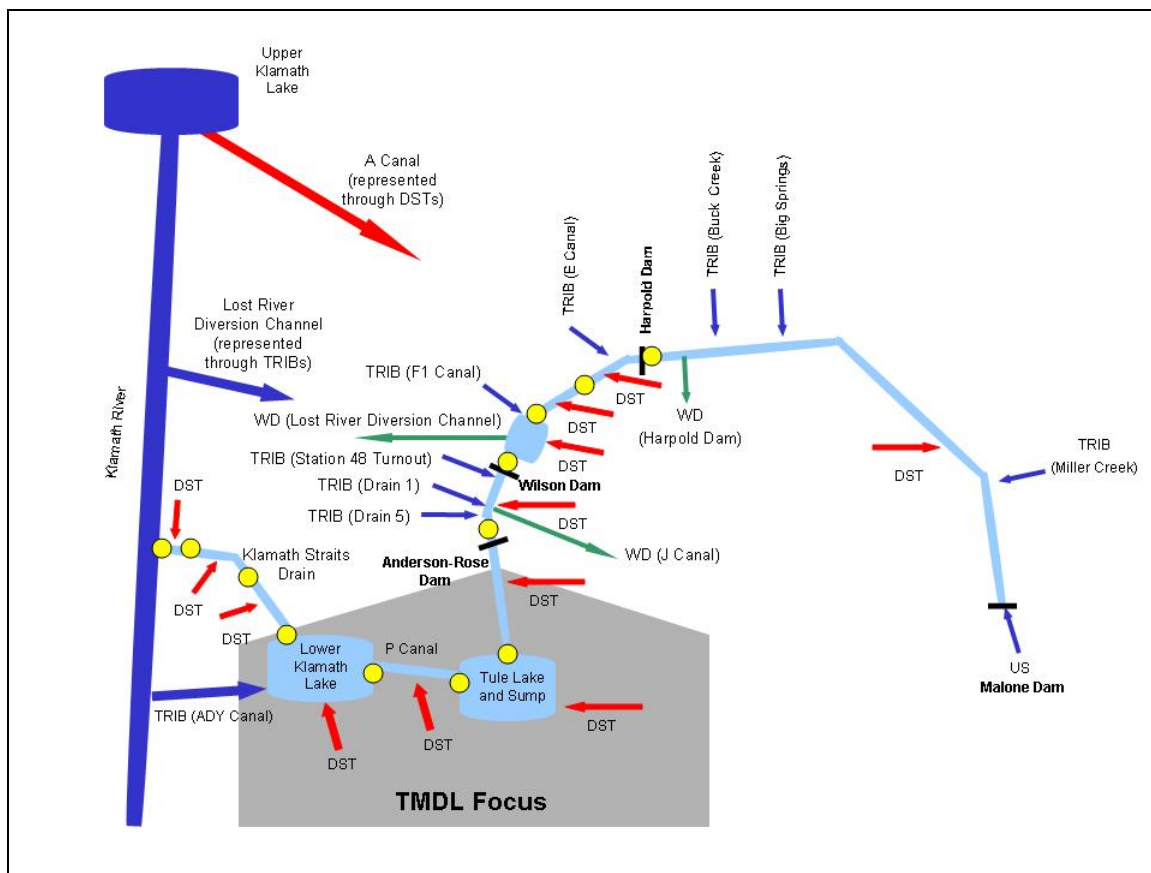 Upper
Klamath
Lake
A Canal
(represented
through DSTs)
TRIB (Buck Creek)
TRIB (Big Springs)
TRIB (E Canal)
Harpold Dam
Lost River
Diversion Channel
(represented
through TRIBs)
Klamath River
TRIB (F1 Canal)
DST
WD
(Harpold Dam)
WD (Lost River Diversion Channel)
DST
DST
TRIB (Station 48 Turnout)
Wilson Dam
DST
TRIB
(Miller Creek)
TRIB (Drain 1)
TRIB (Drain 5)
DST
WD (J Canal)
DST
Klamath Straits
Drain
Anderson-Rose
Dam
DST
DST
DST
Lower
Klamath
Lake
P Canal
Tule Lake
and Sump
US
Malone Dam
TRIB (ADY Canal)
DST
DST
DST
TMDL Focus